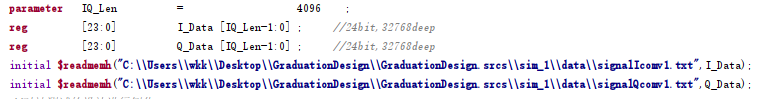 parameter IQ_Len = 4096 ;
reg [23:0] I_Data [IQ_Len-1:0] ; //24bit,32768deep
reg [23:0] Q_Data [IQ_Len-1:0] ; //24bit,32768deep
initial $readmemh("C:\\Users\\wkk\\Desktop\\GraduationDesign\\GraduationDesign.srcs\\sim_1\\data\\signalIcomv1.txt",I_Data);
initial $readmemh("C:\\Users\\wkk\\Desktop\\GraduationDesign\\GraduationDesign.srcs\\sim_1\\data\\signalQcomv1.txt",Q_Data);